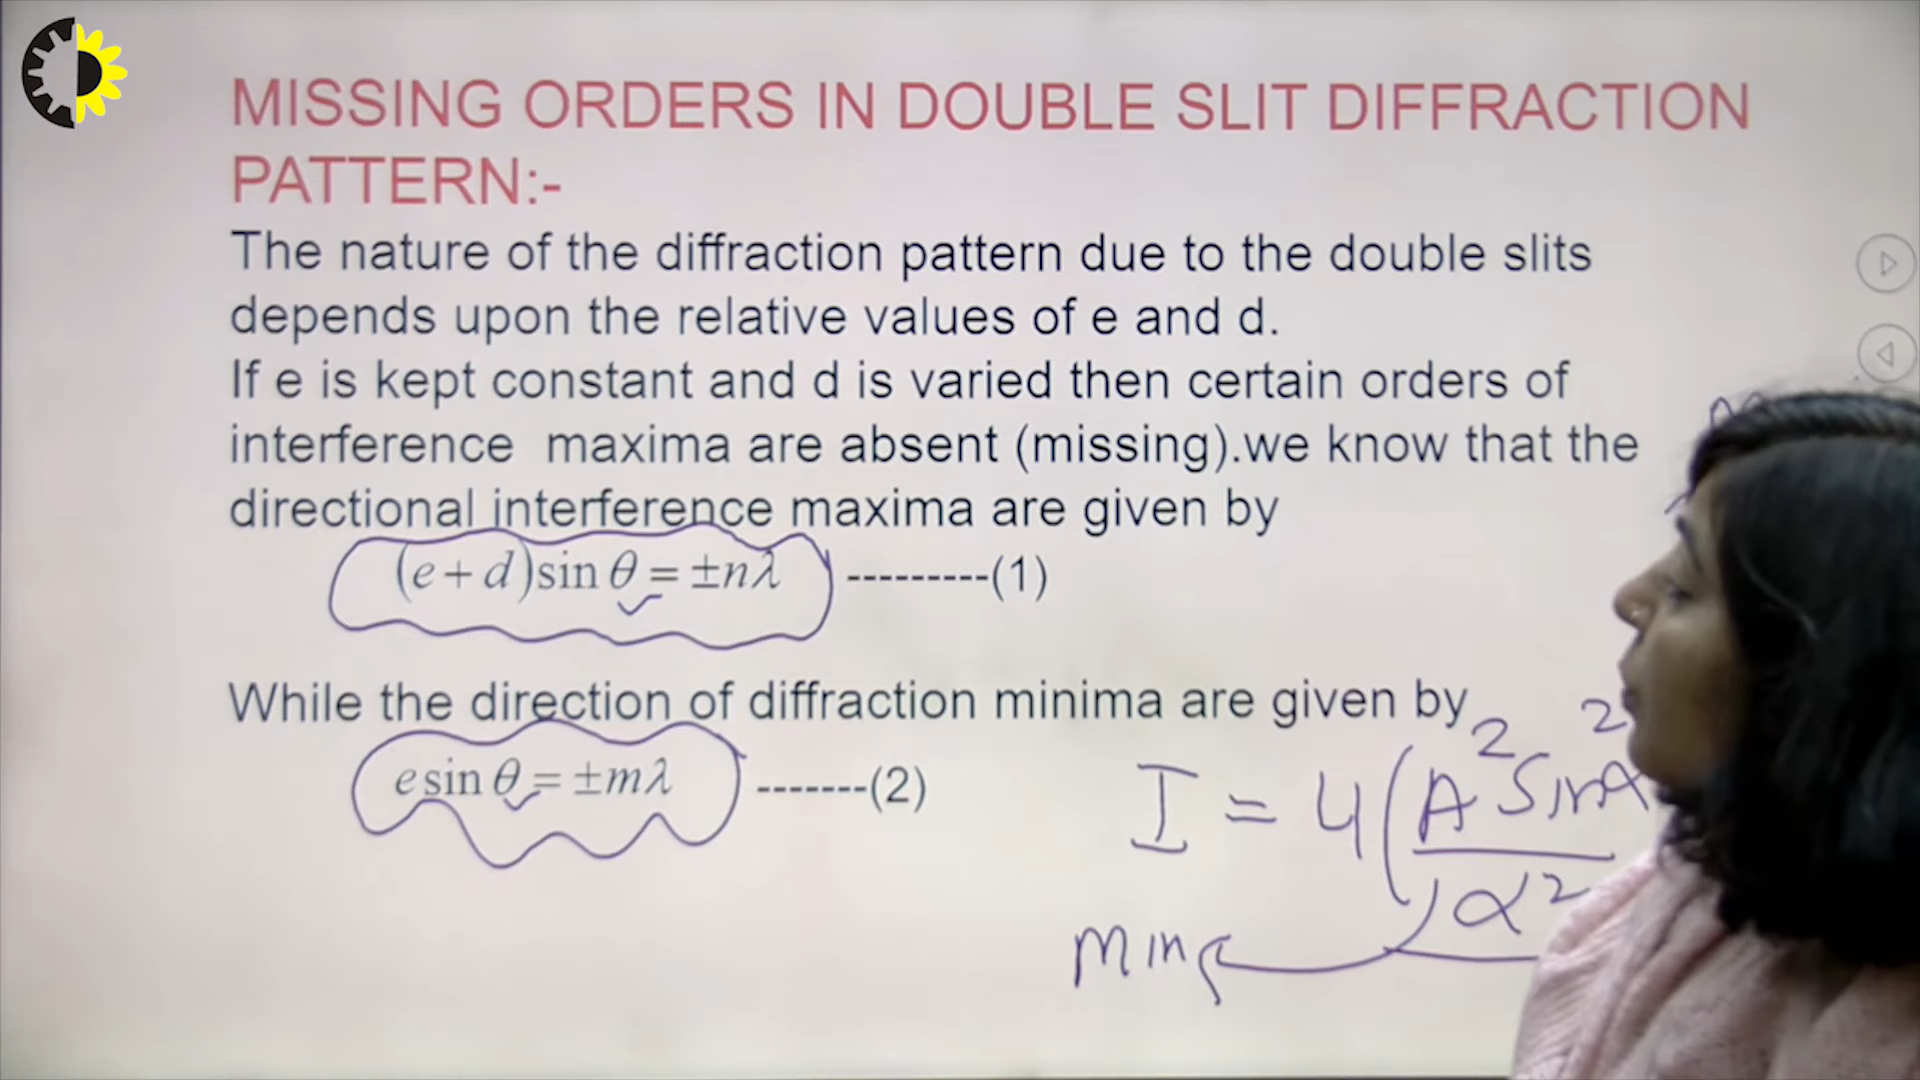 MISSING ORDERS IN DOUBLE SLIT DIFFRACTION
PATTERN:-
The nature of the diffraction pattern due to the double slits
depends upon the relative values of e and d.
If e is kept constant and d is varied then certain orders of
interference maxima are absent (missing).we know that the
directional interference maxima are given by
(e+d)sin θ = ±nλ ---------(1)
While the direction of diffraction minima are given by
e sin θ = ±mλ -------(2)
I = 4(A² Sin²α
α²
min